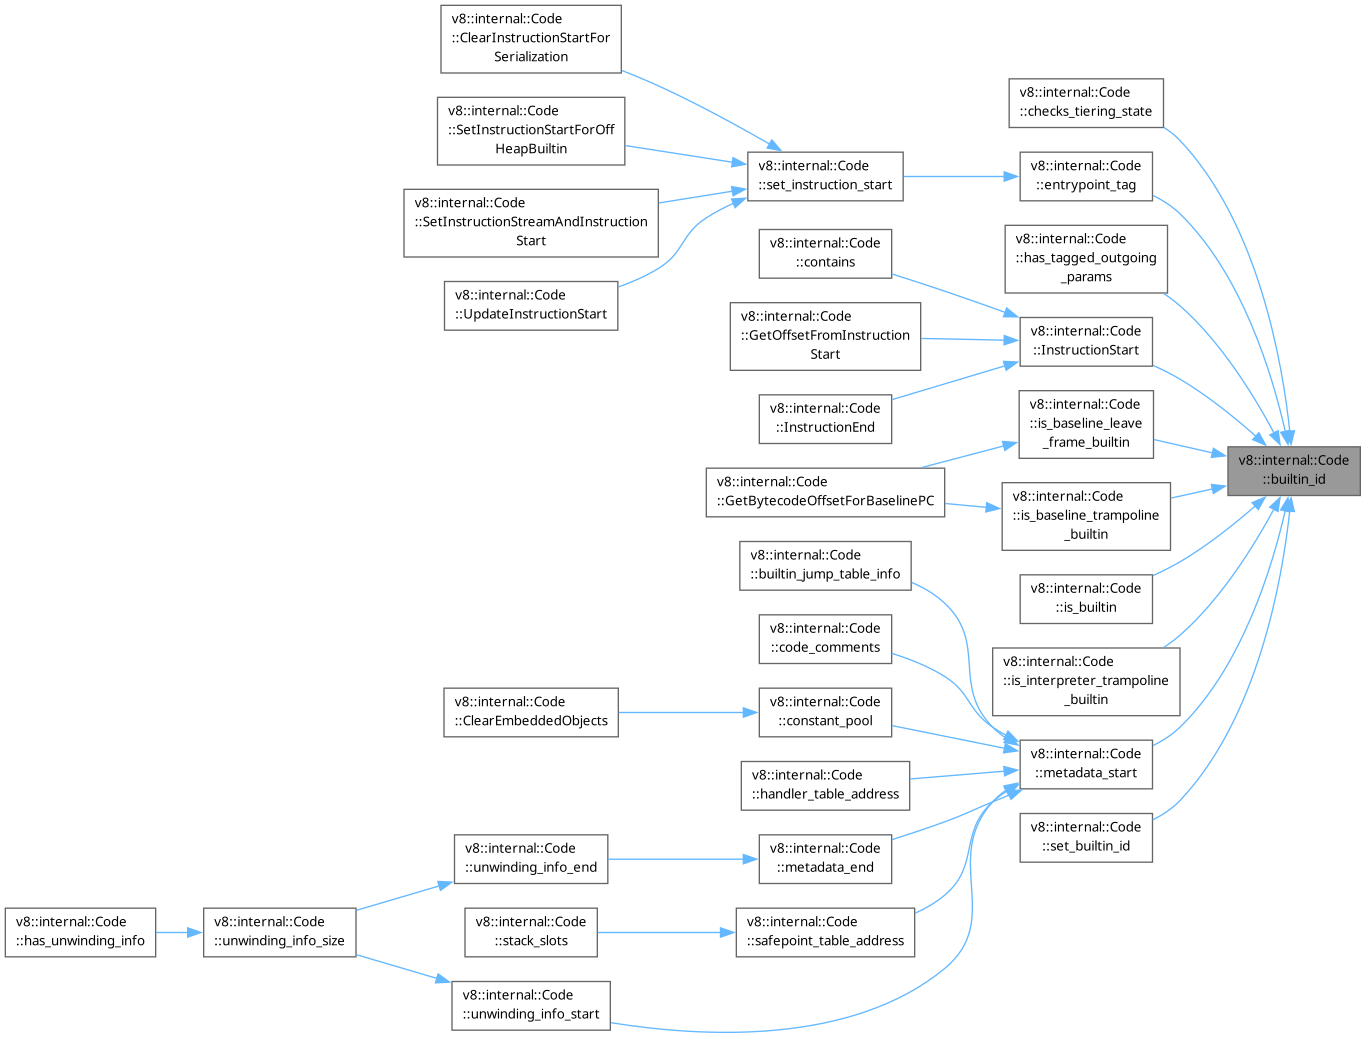 v8::internal::Code
::ClearInstructionStartFor
Serialization
v8::internal::Code
::SetInstructionStartForOff
HeapBuiltin
v8::internal::Code
::SetInstructionStreamAndInstruction
Start
v8::internal::Code
::UpdateInstructionStart
v8::internal::Code
::set_instruction_start
v8::internal::Code
::contains
v8::internal::Code
::GetOffsetFromInstruction
Start
v8::internal::Code
::InstructionEnd
v8::internal::Code
::GetBytecodeOffsetForBaselinePC
v8::internal::Code
::builtin_jump_table_info
v8::internal::Code
::code_comments
v8::internal::Code
::constant_pool
v8::internal::Code
::ClearEmbeddedObjects
v8::internal::Code
::handler_table_address
v8::internal::Code
::metadata_end
v8::internal::Code
::unwinding_info_end
v8::internal::Code
::has_unwinding_info
v8::internal::Code
::unwinding_info_size
v8::internal::Code
::stack_slots
v8::internal::Code
::safepoint_table_address
v8::internal::Code
::unwinding_info_start
v8::internal::Code
::checks_tiering_state
v8::internal::Code
::entrypoint_tag
v8::internal::Code
::has_tagged_outgoing
_params
v8::internal::Code
::InstructionStart
v8::internal::Code
::is_baseline_leave
_frame_builtin
v8::internal::Code
::is_baseline_trampoline
_builtin
v8::internal::Code
::is_builtin
v8::internal::Code
::is_interpreter_trampoline
_builtin
v8::internal::Code
::metadata_start
v8::internal::Code
::set_builtin_id
v8::internal::Code
::builtin_id